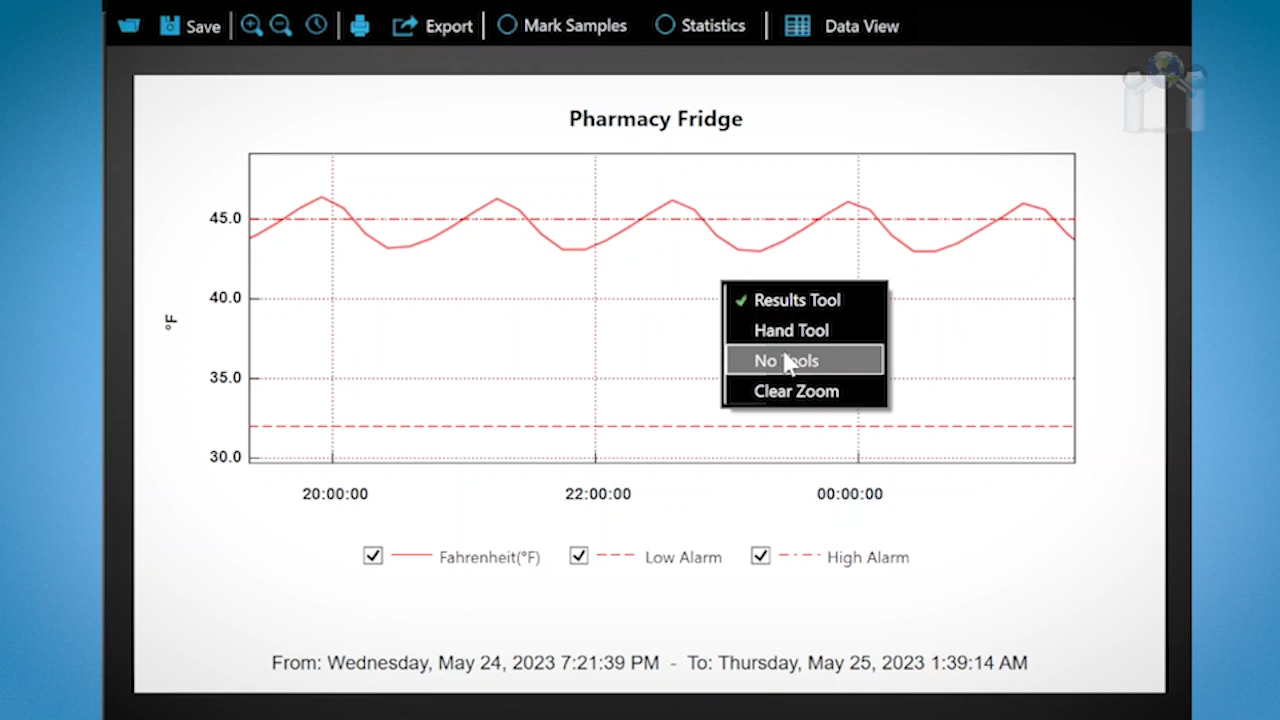 Save Export Mark Samples Statistics Data View
Pharmacy Fridge
45.0
40.0
35.0
30.0
°F
Results Tool
Hand Tool
No Tools
Clear Zoom
20:00:00 22:00:00 00:00:00
Fahrenheit(°F) Low Alarm High Alarm
From: Wednesday, May 24, 2023 7:21:39 PM - To: Thursday, May 25, 2023 1:39:14 AM